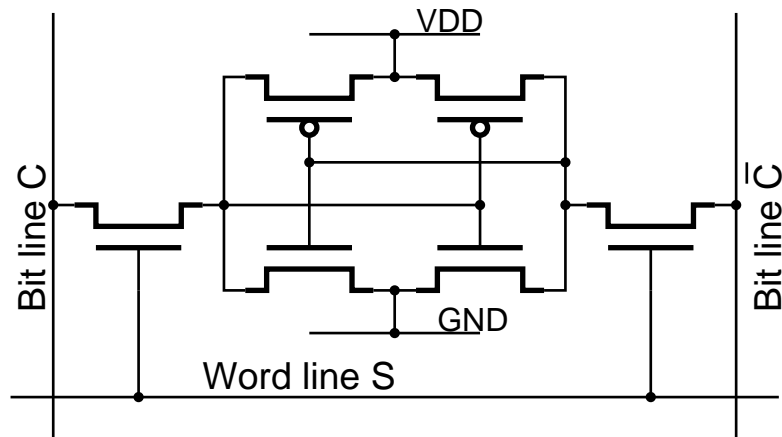 VDD
Bit line C
Bit line C̅
GND
Word line S